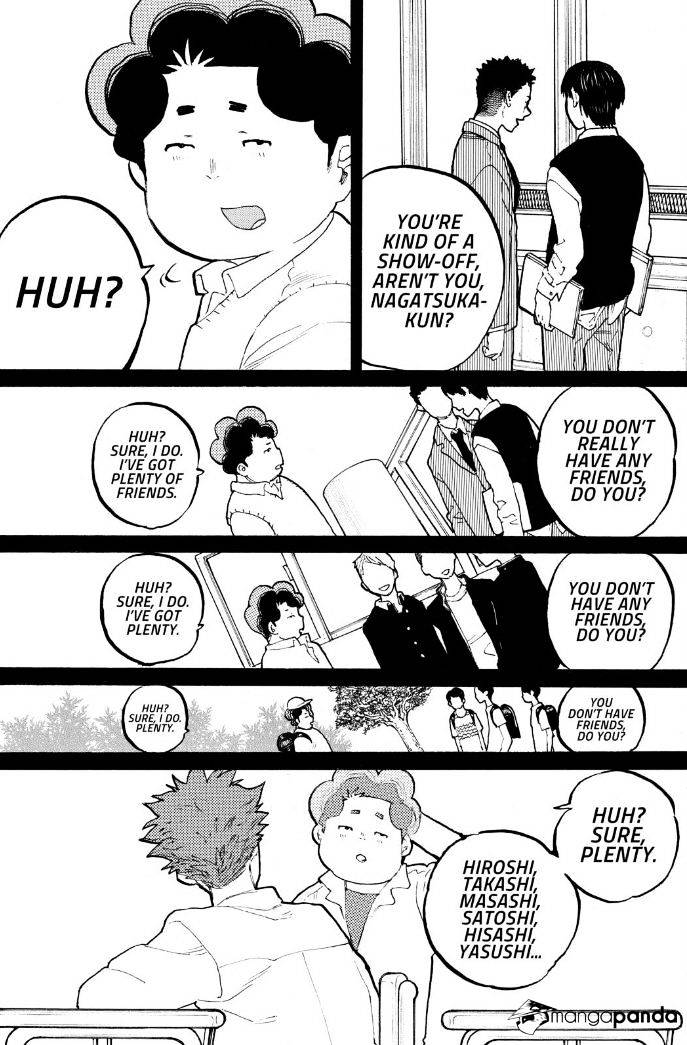 YOU'RE
KIND OF A
SHOW-OFF,
AREN'T YOU,
NAGATSUKA-
KUN?
HUH?
YOU DON'T
REALLY
HAVE ANY
FRIENDS,
DO YOU?
HUH?
SURE, I DO.
I'VE GOT
PLENTY OF
FRIENDS.
YOU DON'T
HAVE ANY
FRIENDS,
DO YOU?
HUH?
SURE, I DO.
I'VE GOT
PLENTY.
YOU
DON'T HAVE
FRIENDS,
DO YOU?
HUH?
SURE, I DO.
PLENTY.
HUH?
SURE,
PLENTY.
HIROSHI,
TAKASHI,
MASASHI,
SATOSHI,
HISASHI,
YASUSHI...
mangapanda